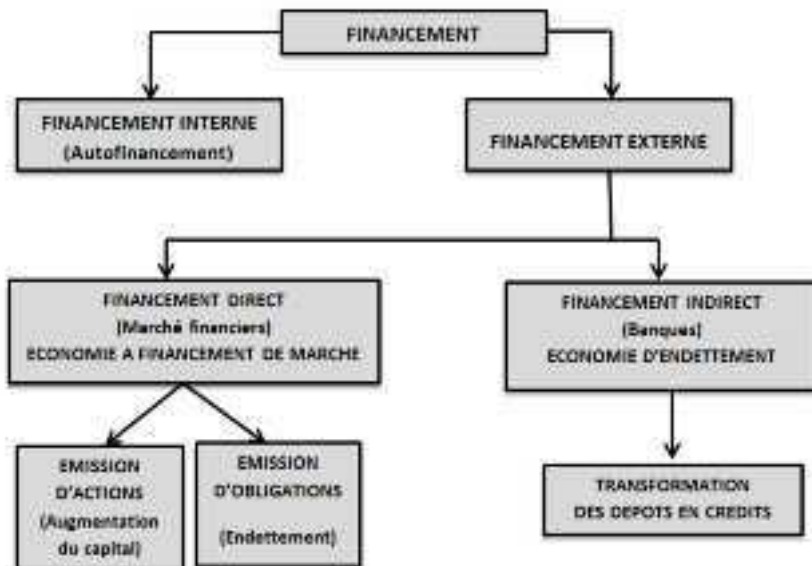 FINANCEMENT
FINANCEMENT INTERNE
(Autofinancement)
FINANCEMENT EXTERNE
FINANCEMENT DIRECT
(Marché financiers)
ECONOMIE A FINANCEMENT DE MARCHE
FINANCEMENT INDIRECT
(Banques)
ECONOMIE D'ENDETTEMENT
EMISSION
D'ACTIONS
(Augmentation
du capital)
EMISSION
D'OBLIGATIONS
(Endettement)
TRANSFORMATION
DES DEPOTS EN CREDITS